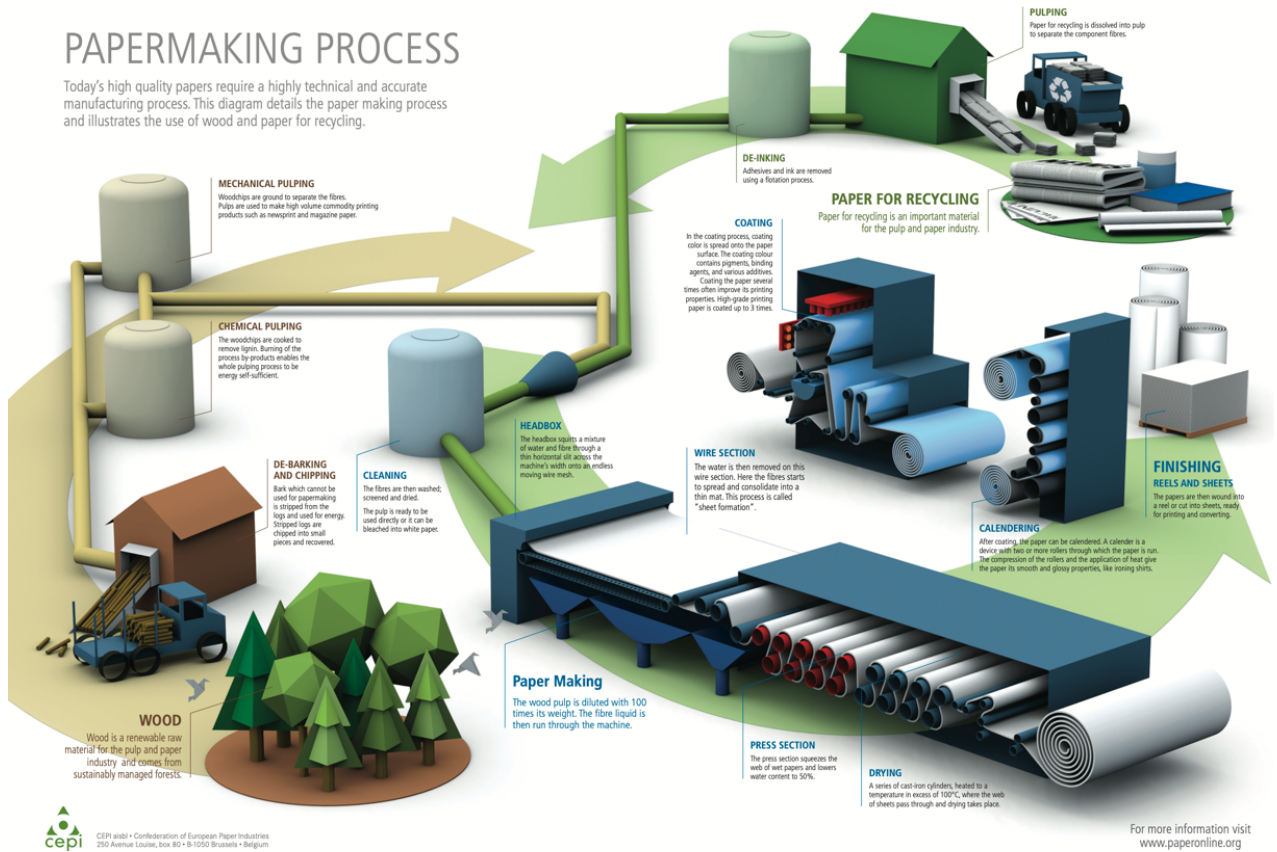 PAPERMAKING PROCESS
Today's high quality papers require a highly technical and accurate
manufacturing process. This diagram details the paper making process
and illustrates the use of wood and paper for recycling.
PULPING
Paper for recycling is dissolved into pulp
to separate the component fibres.
DE-INKING
Adhesives and ink are removed
using a flotation process.
PAPER FOR RECYCLING
Paper for recycling is an important material
for the pulp and paper industry.
MECHANICAL PULPING
Woodchips are ground to separate the fibres.
Pulps are used to make high volume commodity printing
products such as newsprint and magazine paper.
CHEMICAL PULPING
The woodchips are cooked to
remove lignin. Burning of the
process by-products enables the
whole pulping process to be
energy self-sufficient.
DE-BARKING
AND CHIPPING
Bark which cannot be
used for papermaking
is stripped from the
logs and used for energy.
Stripped logs are
chipped into small
pieces and recovered.
CLEANING
The fibres are then washed;
screened and dried.
The pulp is ready to be
used directly or it can be
bleached into white paper.
HEADBOX
The headbox squirts a mixture
of water and fibre through a
thin horizontal slit across the
machine's width onto an endless
moving wire mesh.
COATING
In the coating process, coating
color is spread onto the paper
surface. The coating colour
contains pigments, binding
agents, and various additives.
Coating the paper several
times often improve its printing
properties. High-grade printing
paper is coated up to 3 times.
WIRE SECTION
The water is then removed on this
wire section. Here the fibres starts
to spread and consolidate into a
thin mat. This process is called
"sheet formation".
CALENDERING
After coating, the paper can be calendered. A calender is a
device with two or more rollers through which the paper is run.
The compression of the rollers and the application of heat give
the paper its smooth and glossy properties, like ironing shirts.
FINISHING
REELS AND SHEETS
The papers are then wound into
a reel or cut into sheets, ready
for printing and converting.
WOOD
Wood is a renewable raw
material for the pulp and paper
industry and comes from
sustainably managed forests.
Paper Making
The wood pulp is diluted with 100
times its weight. The fibre liquid is
then run through the machine.
PRESS SECTION
The press section squeezes the
web of wet papers and lowers
water content to 50%.
DRYING
A series of cast-iron cylinders, heated to a
temperature in excess of 100°C, where the web
of sheets pass through and drying takes place.
cepi
CEPI aisbl • Confederation of European Paper Industries
250 Avenue Louise, box 80 • B-1050 Brussels • Belgium
For more information visit
www.paperonline.org